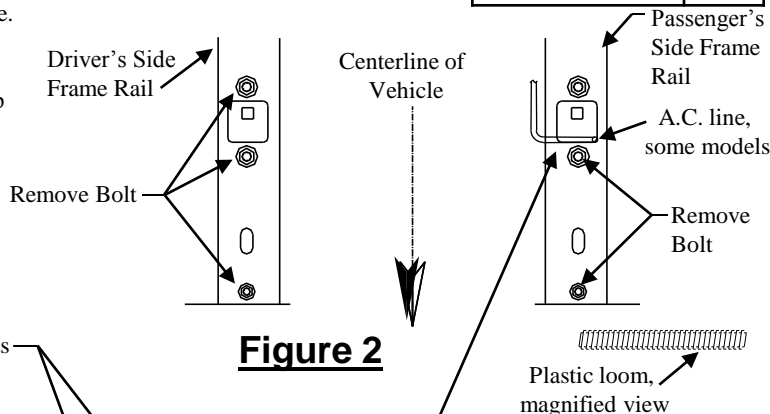 e.
Driver's Side
Frame Rail
Centerline of
Vehicle
Passenger's
Side Frame
Rail
A.C. line,
some models
Remove Bolt
Remove
Bolt
s
Figure 2
Plastic loom,
magnified view